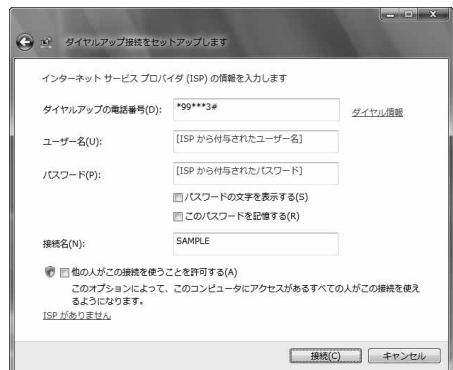 ダイヤルアップ接続をセットアップします
インターネット サービス プロバイダ (ISP) の情報を入力します
ダイヤルアップの電話番号(D):
*99***3#
ダイヤル情報
ユーザー名(U):
[ISP から付与されたユーザー名]
パスワード(P):
[ISP から付与されたパスワード]
パスワードの文字を表示する(S)
このパスワードを記憶する(R)
接続名(N):
SAMPLE
他の人がこの接続を使うことを許可する(A)
このオプションによって、このコンピュータにアクセスがあるすべての人がこの接続を使え
るようになります。
ISP がありません
接続(C)
キャンセル